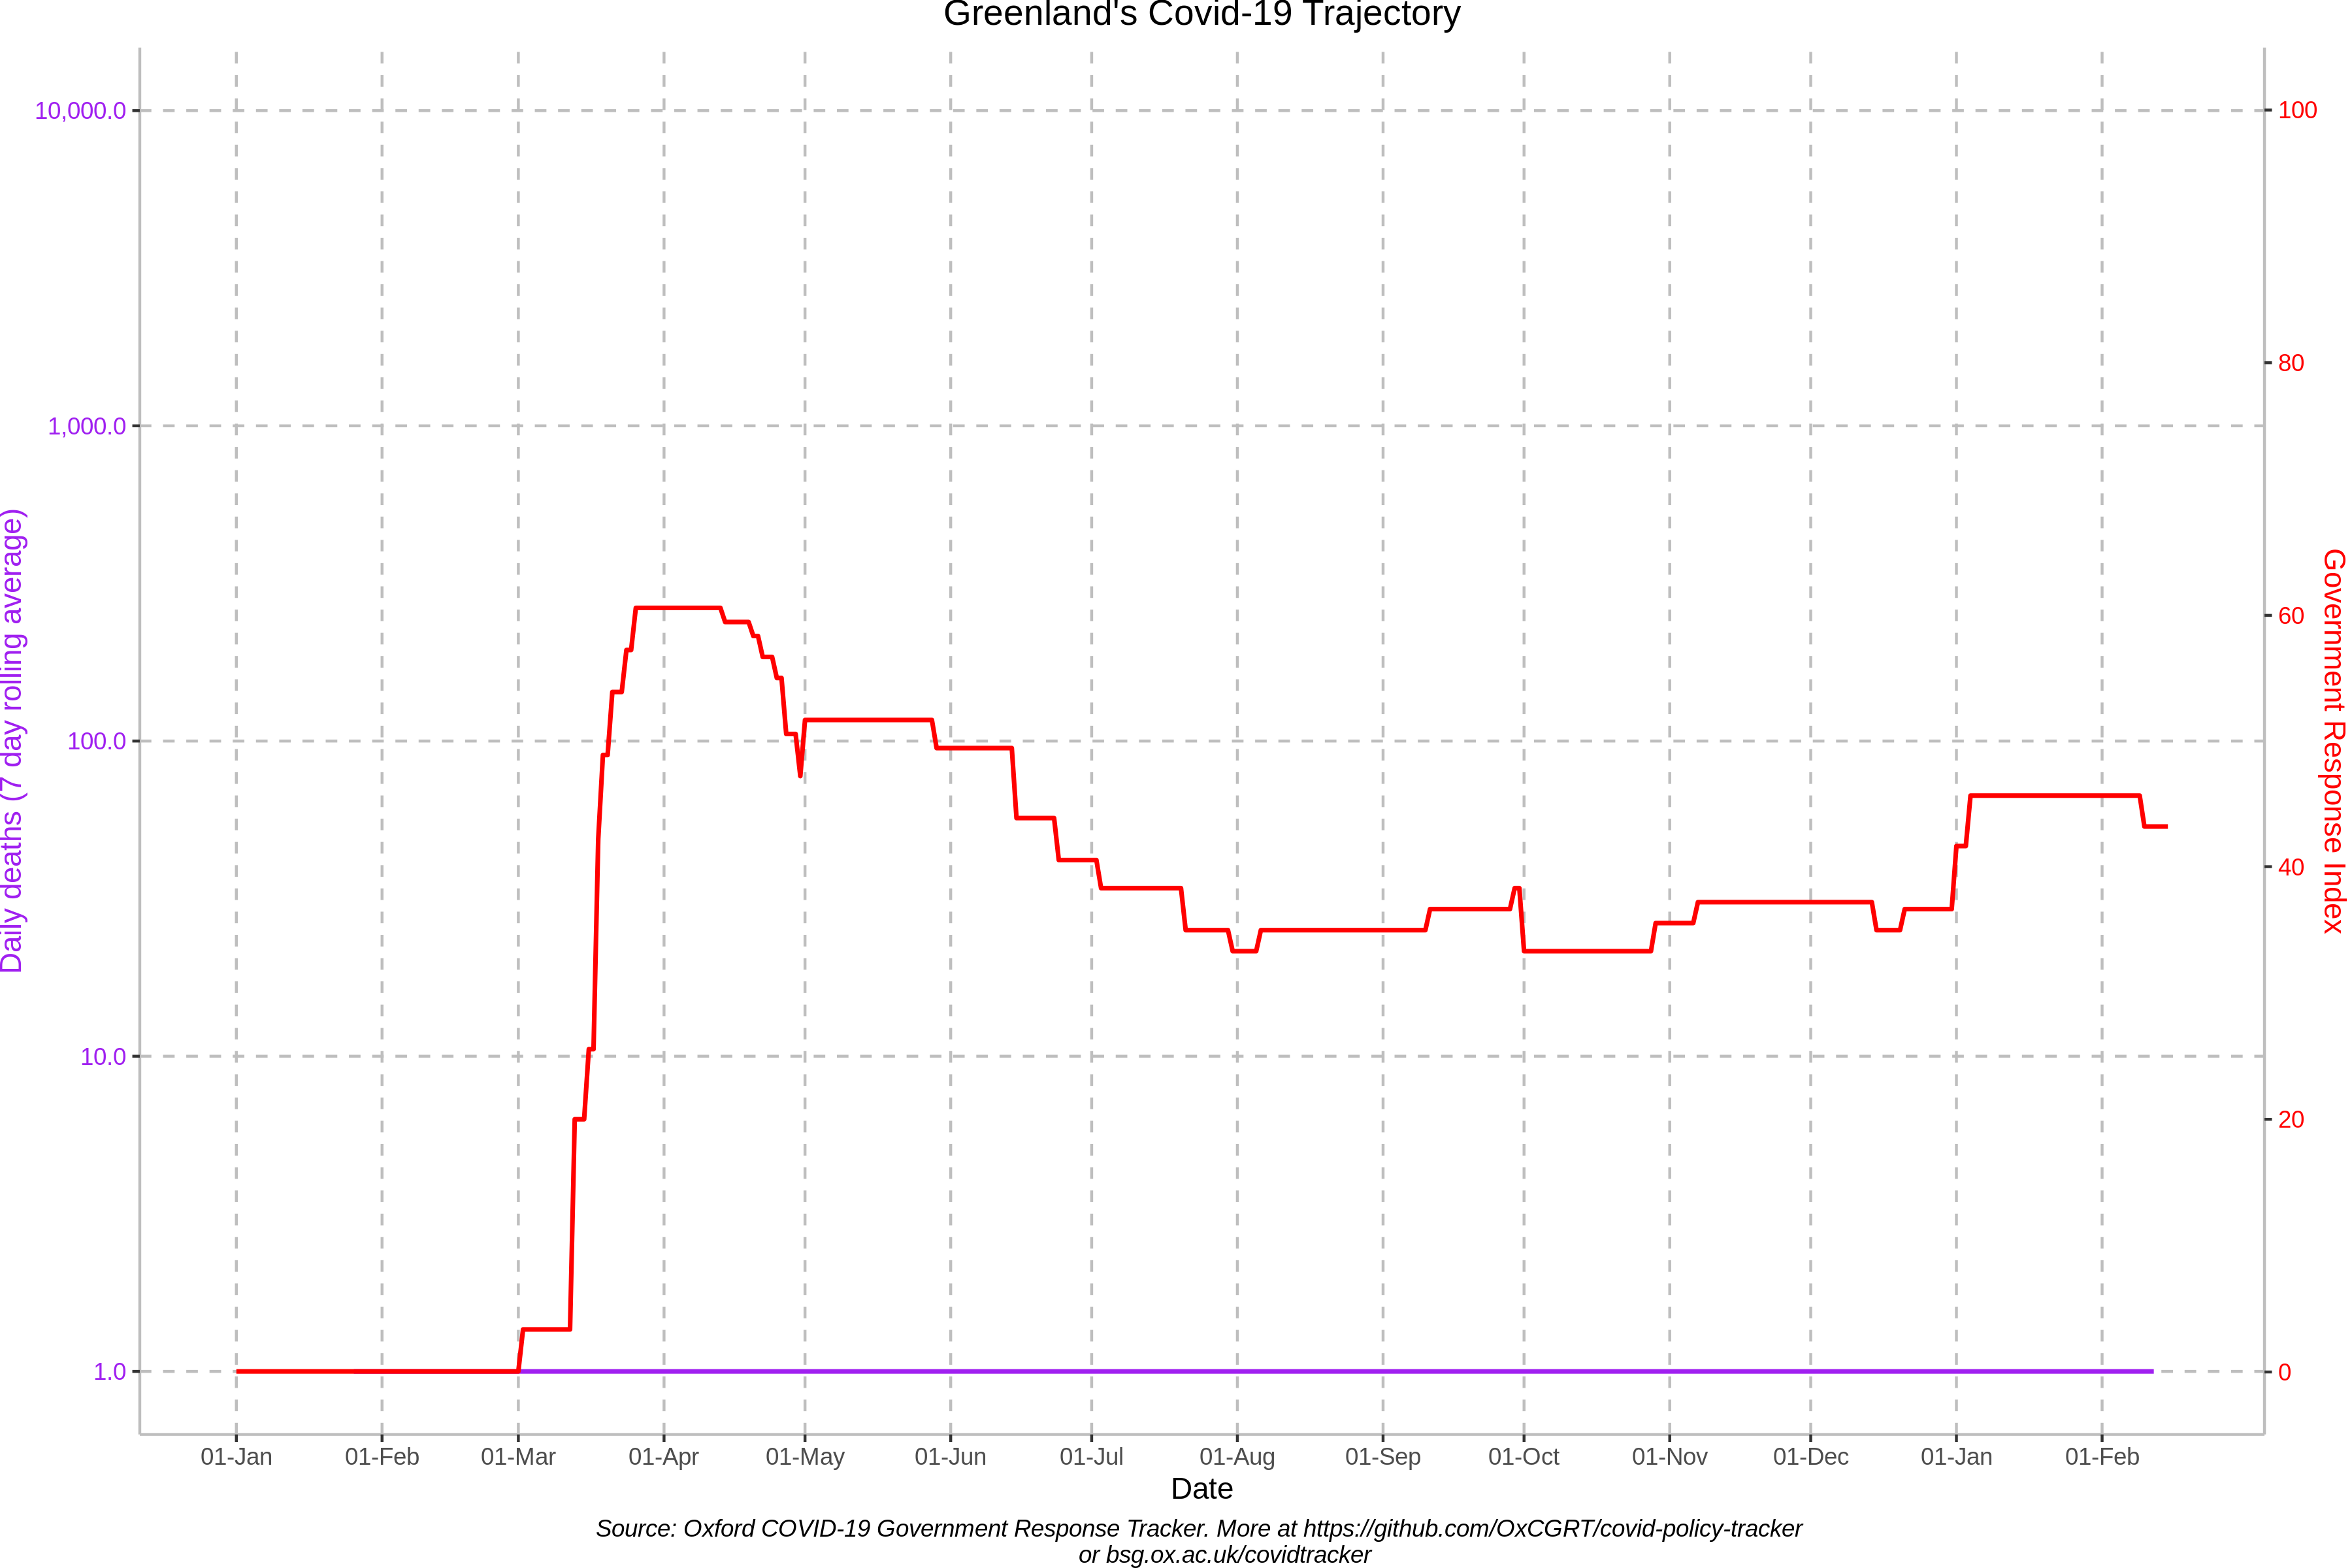 Greenland's Covid-19 Trajectory
10,000.0
1,000.0
100.0
10.0
1.0
Daily deaths (7 day rolling average)
100
80
60
40
20
0
Government Response Index
01-Jan 01-Feb 01-Mar 01-Apr 01-May 01-Jun 01-Jul 01-Aug 01-Sep 01-Oct 01-Nov 01-Dec 01-Jan 01-Feb
Date
Source: Oxford COVID-19 Government Response Tracker. More at https://github.com/OxCGRT/covid-policy-tracker
or bsg.ox.ac.uk/covidtracker